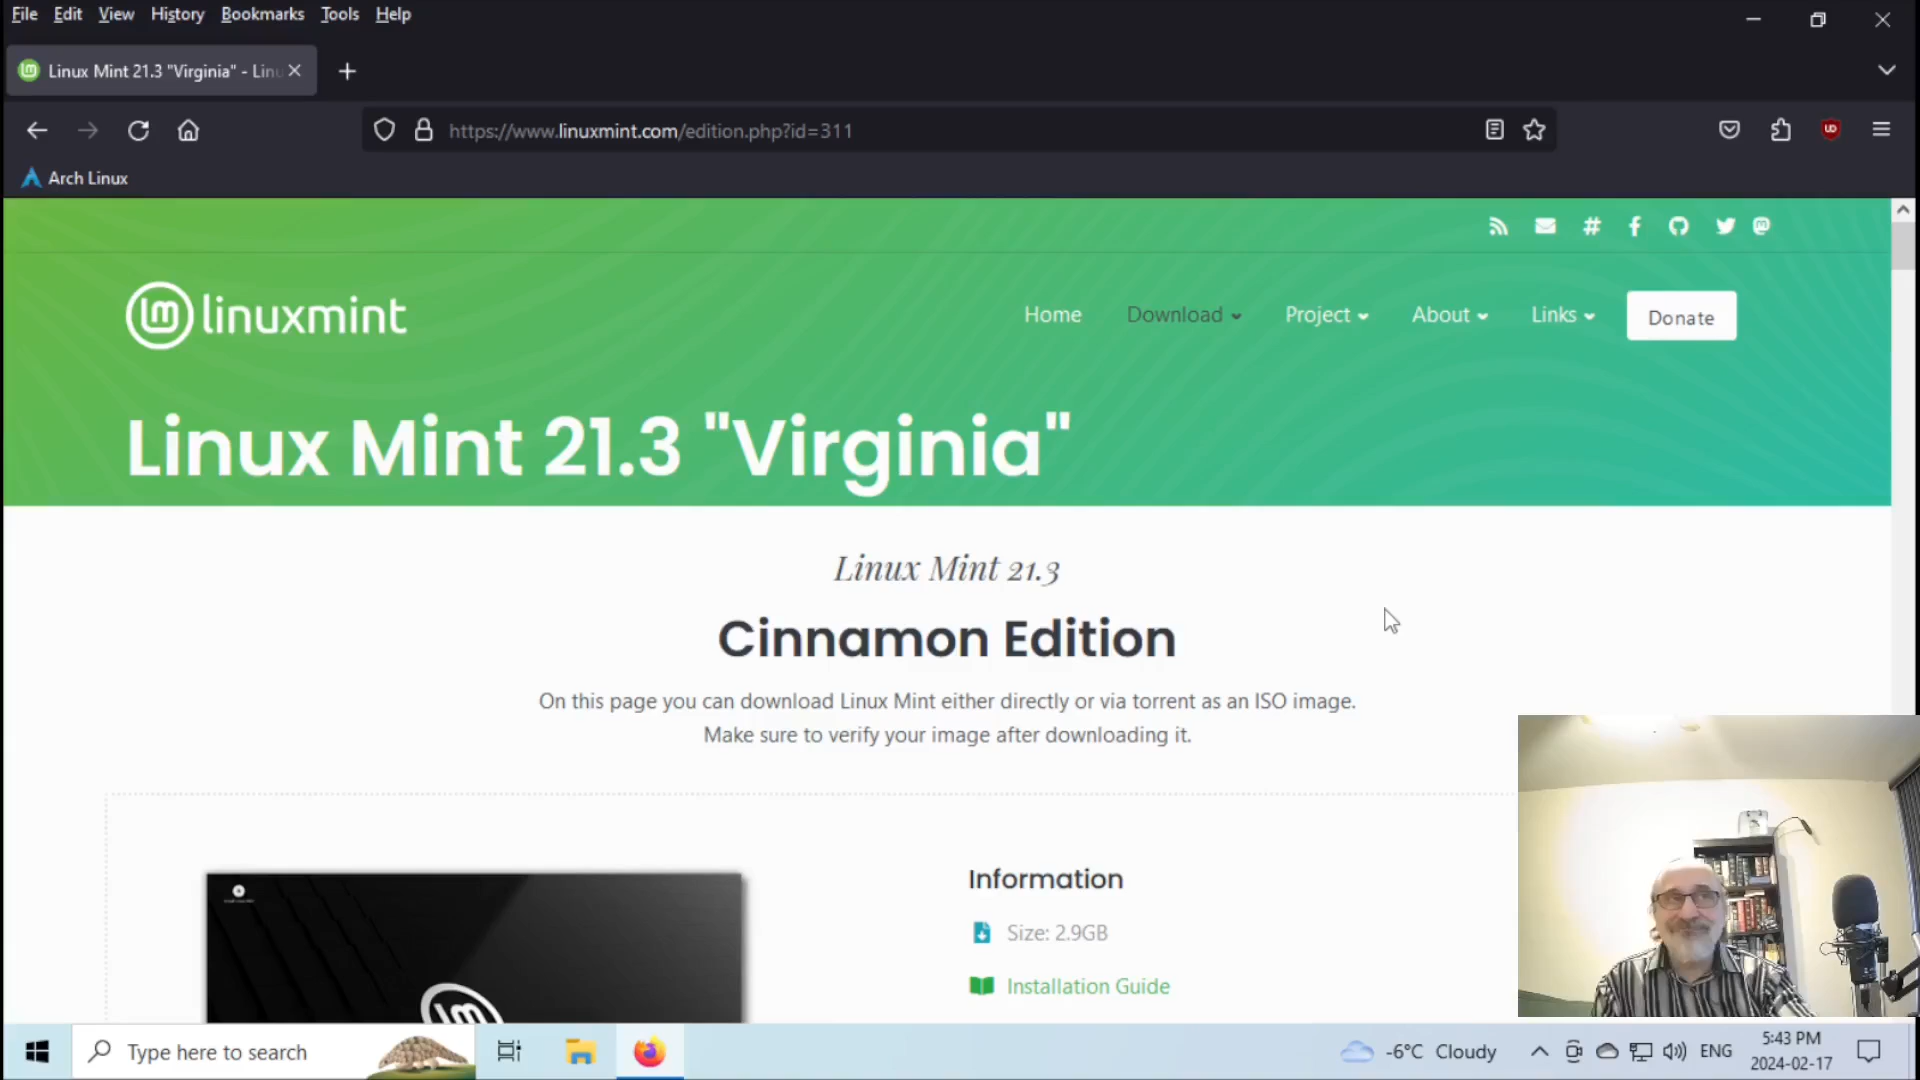 File Edit View History Bookmarks Tools Help
Linux Mint 21.3 "Virginia" - Linu
https://www.linuxmint.com/edition.php?id=311
Arch Linux
linuxmint
Home Download Project About Links Donate
Linux Mint 21.3 "Virginia"
Linux Mint 21.3
Cinnamon Edition
On this page you can download Linux Mint either directly or via torrent as an ISO image.
Make sure to verify your image after downloading it.
Information
Size: 2.9GB
Installation Guide
Type here to search
-6°C Cloudy
ENG
5:43 PM
2024-02-17